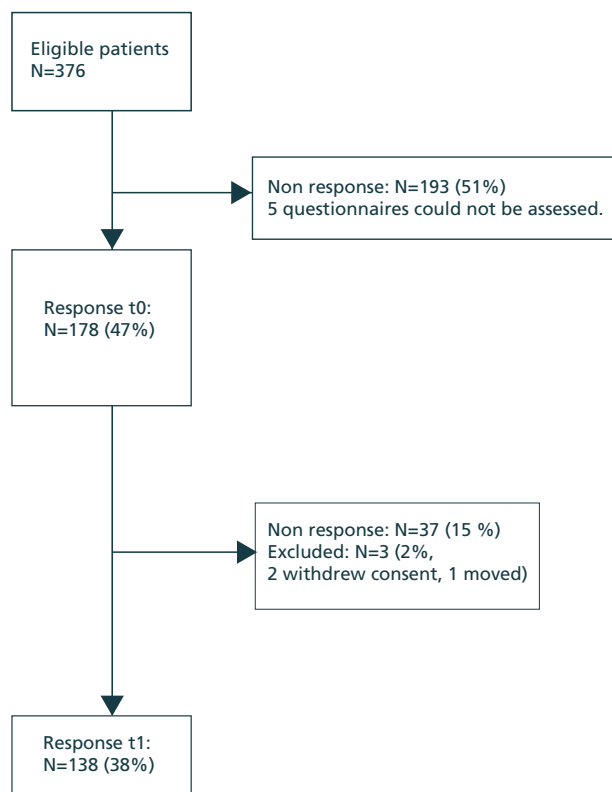 Eligible patients
N=376
Non response: N=193 (51%)
5 questionnaires could not be assessed.
Response t0:
N=178 (47%)
Non response: N=37 (15 %)
Excluded: N=3 (2%,
2 withdrew consent, 1 moved)
Response t1:
N=138 (38%)